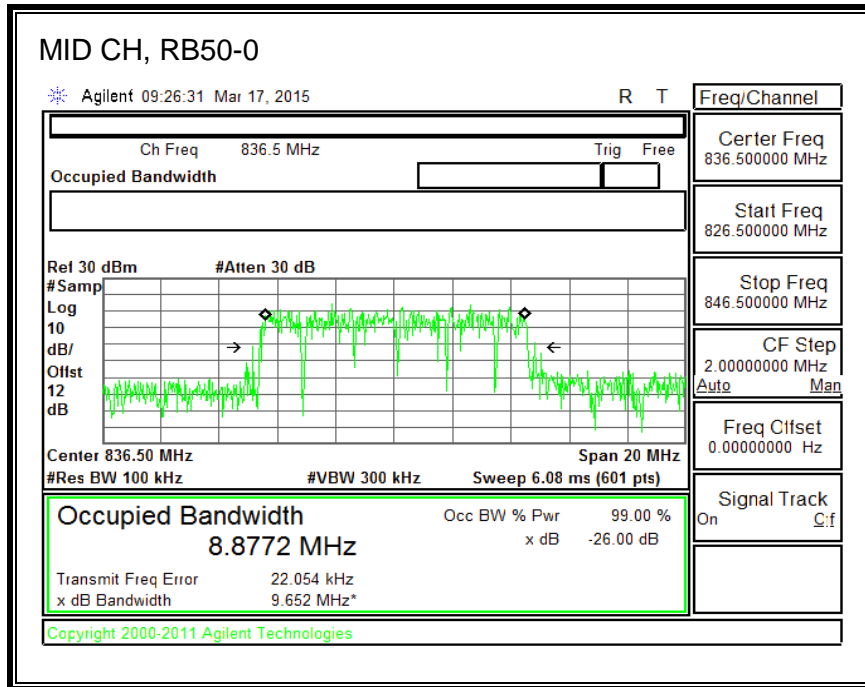 MID CH, RB50-0
Agilent 09:26:31 Mar 17, 2015 R T
Freq/Channel
Ch Freq 836.5 MHz Trig Free
Occupied Bandwidth
Center Freq
836.500000 MHz
Start Freq
826.500000 MHz
Stop Freq
846.500000 MHz
CF Step
2.00000000 MHz
Auto Man
Freq Offset
0.00000000 Hz
Signal Track
On Off
Ref 30 dBm #Atten 30 dB
#Samp
Log
10
dB/
Offst
12
dB
Center 836.50 MHz Span 20 MHz
#Res BW 100 kHz #VBW 300 kHz Sweep 6.08 ms (601 pts)
Occupied Bandwidth Occ BW % Pwr 99.00 %
8.8772 MHz x dB -26.00 dB
Transmit Freq Error 22.054 kHz
x dB Bandwidth 9.652 MHz*
Copyright 2000-2011 Agilent Technologies